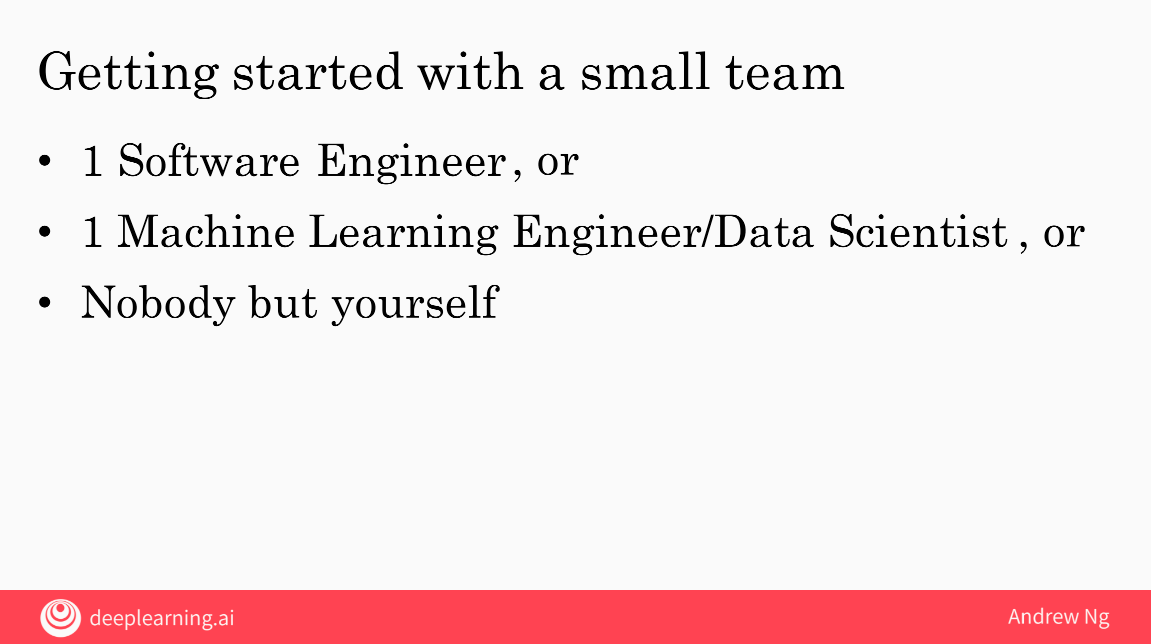 Getting started with a small team
• 1 Software Engineer, or
• 1 Machine Learning Engineer/Data Scientist , or
• Nobody but yourself
deeplearning.ai
Andrew Ng